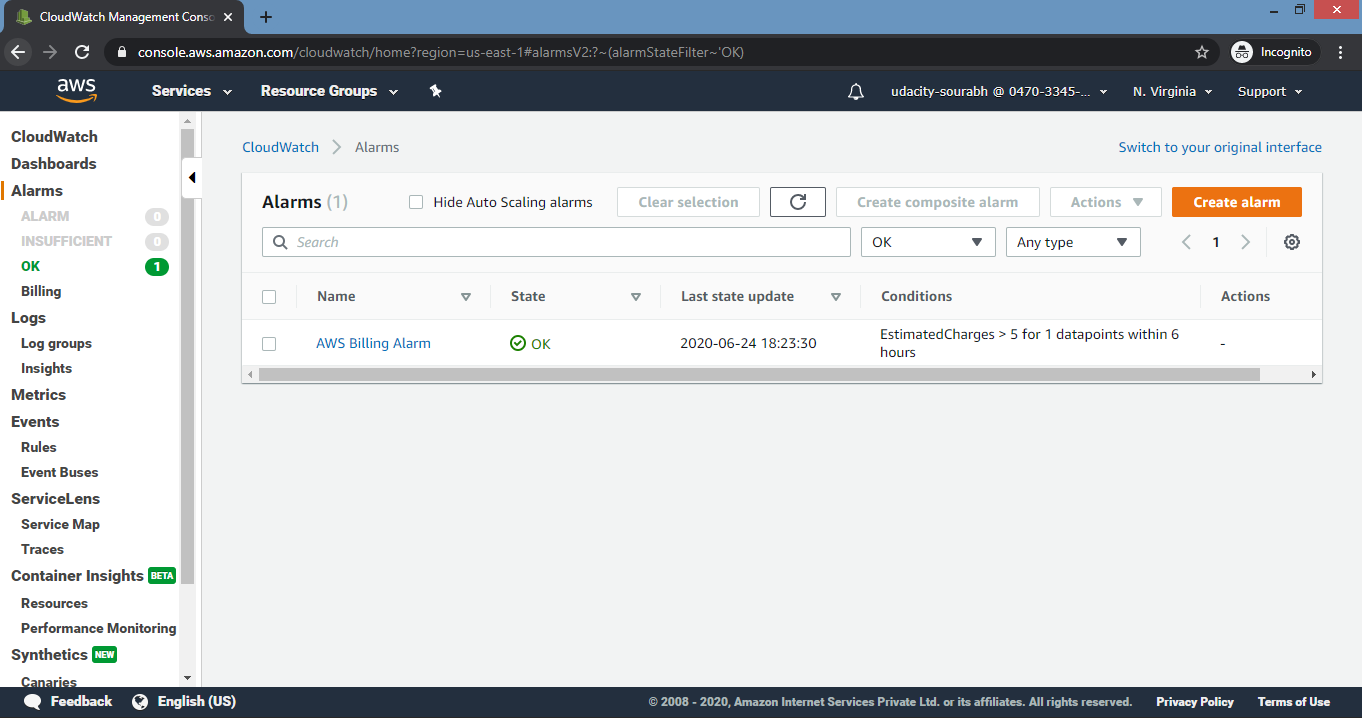 CloudWatch Management Conso
console.aws.amazon.com/cloudwatch/home?region=us-east-1#alarmsV2:?~(alarmStateFilter~'OK)
Incognito
aws
Services
Resource Groups
udacity-sourabh @ 0470-3345-...
N. Virginia
Support
CloudWatch
Dashboards
Alarms
ALARM 0
INSUFFICIENT 0
OK 1
Billing
Logs
Log groups
Insights
Metrics
Events
Rules
Event Buses
ServiceLens
Service Map
Traces
Container Insights BETA
Resources
Performance Monitoring
Synthetics NEW
Canaries
CloudWatch
Alarms
Switch to your original interface
Alarms (1)
Hide Auto Scaling alarms
Clear selection
Create composite alarm
Actions
Create alarm
Search
OK
Any type
1
Name
State
Last state update
Conditions
Actions
AWS Billing Alarm
OK
2020-06-24 18:23:30
EstimatedCharges > 5 for 1 datapoints within 6
hours
-
Feedback
English (US)
© 2008 - 2020, Amazon Internet Services Private Ltd. or its affiliates. All rights reserved.
Privacy Policy
Terms of Use